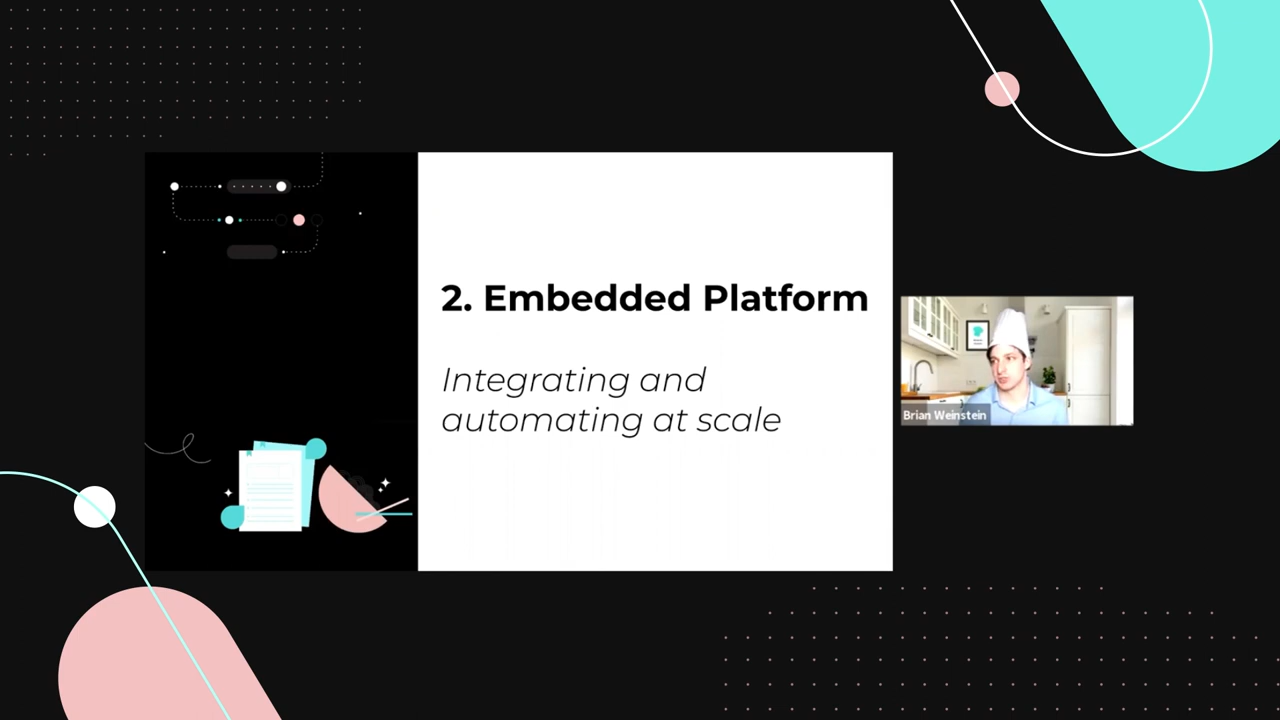 2. Embedded Platform
Integrating and
automating at scale
Brian Weinstein